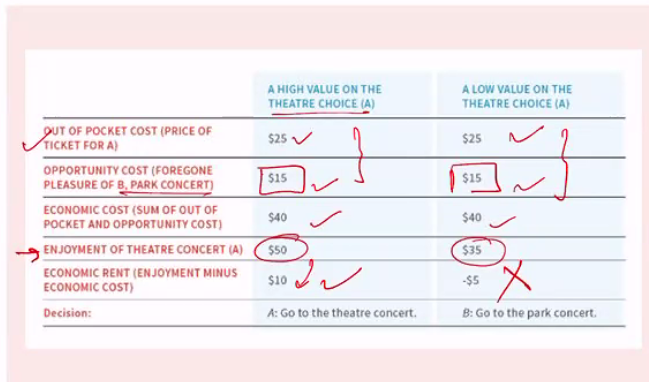 A HIGH VALUE ON THE
THEATRE CHOICE (A)
A LOW VALUE ON THE
THEATRE CHOICE (A)
OUT OF POCKET COST (PRICE OF
TICKET FOR A)
$25
$25
OPPORTUNITY COST (FOREGONE
PLEASURE OF B, PARK CONCERT)
$15
$15
ECONOMIC COST (SUM OF OUT OF
POCKET AND OPPORTUNITY COST)
$40
$40
ENJOYMENT OF THEATRE CONCERT (A)
$50
$35
ECONOMIC RENT (ENJOYMENT MINUS
ECONOMIC COST)
$10
-$5
Decision:
A: Go to the theatre concert.
B: Go to the park concert.